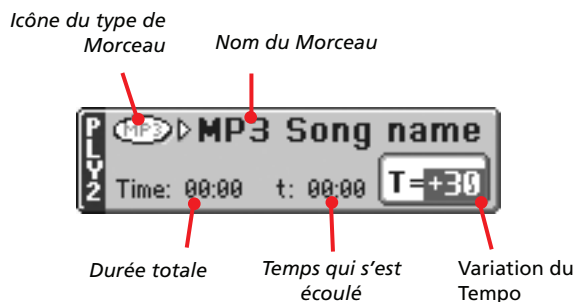 Icône du type de
Morceau
Nom du Morceau
PLY2
MP3 MP3 Song name
Time: 00:00 t: 00:00 T=+30
Durée totale
Temps qui s'est
écoulé
Variation du
Tempo